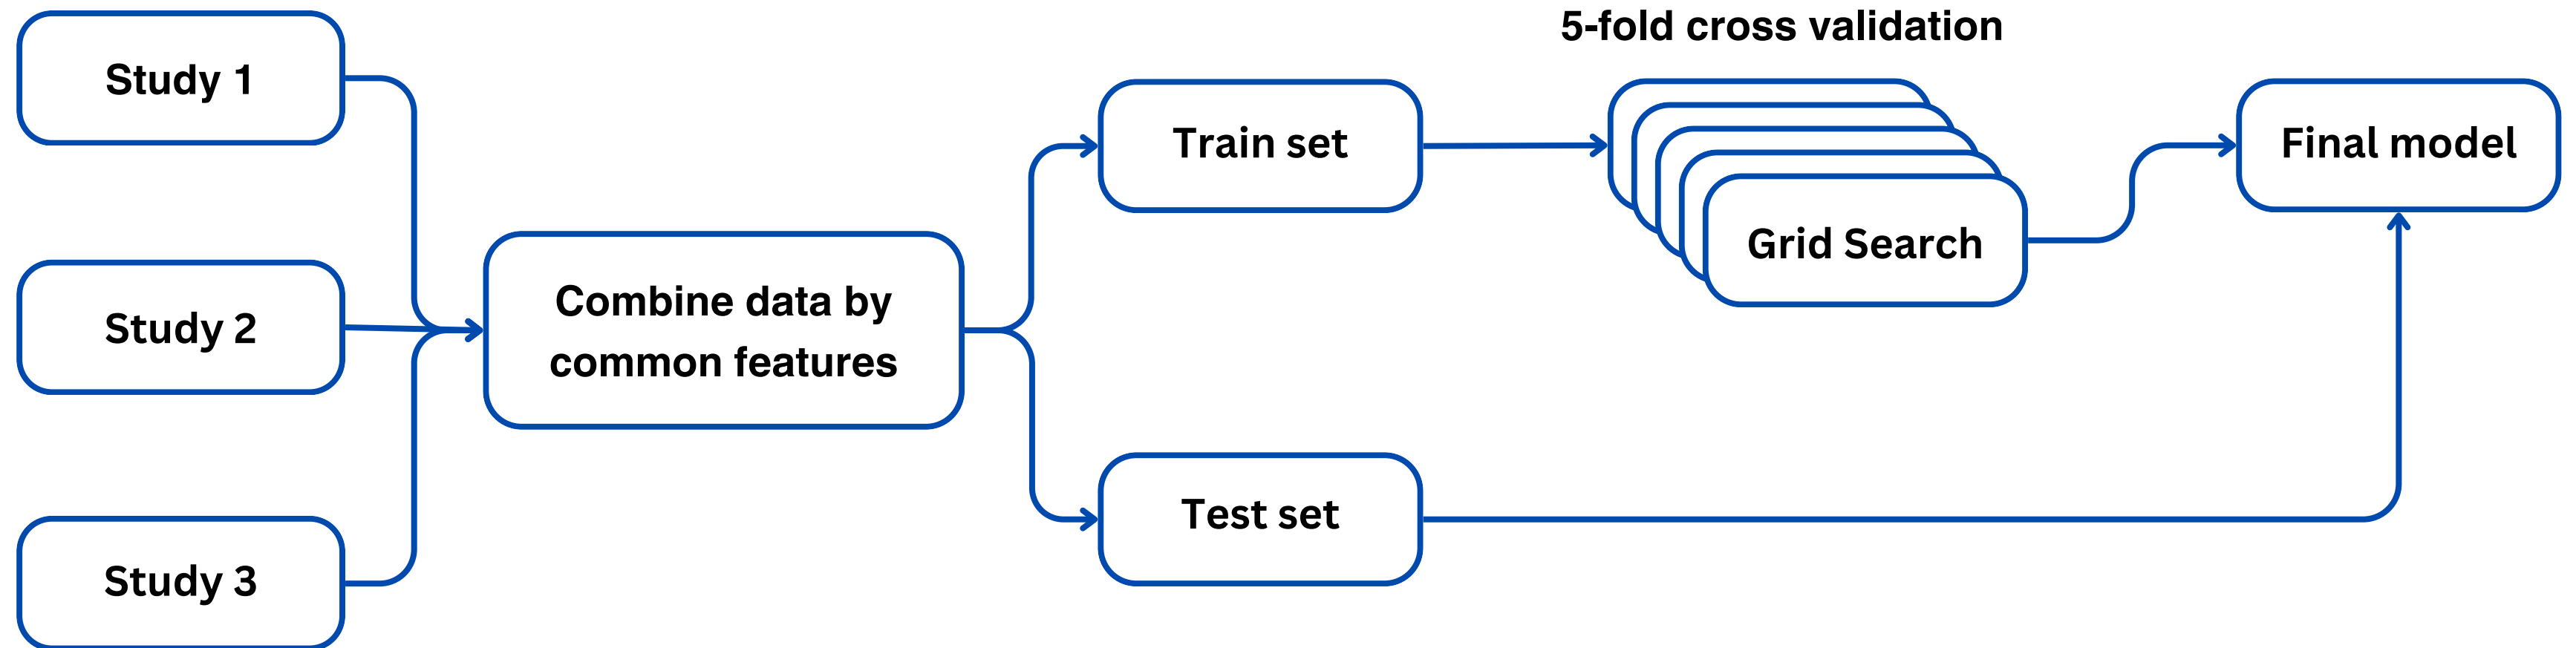 Study 1
Study 2
Study 3
Combine data by
common features
Train set
Test set
5-fold cross validation
Grid Search
Final model